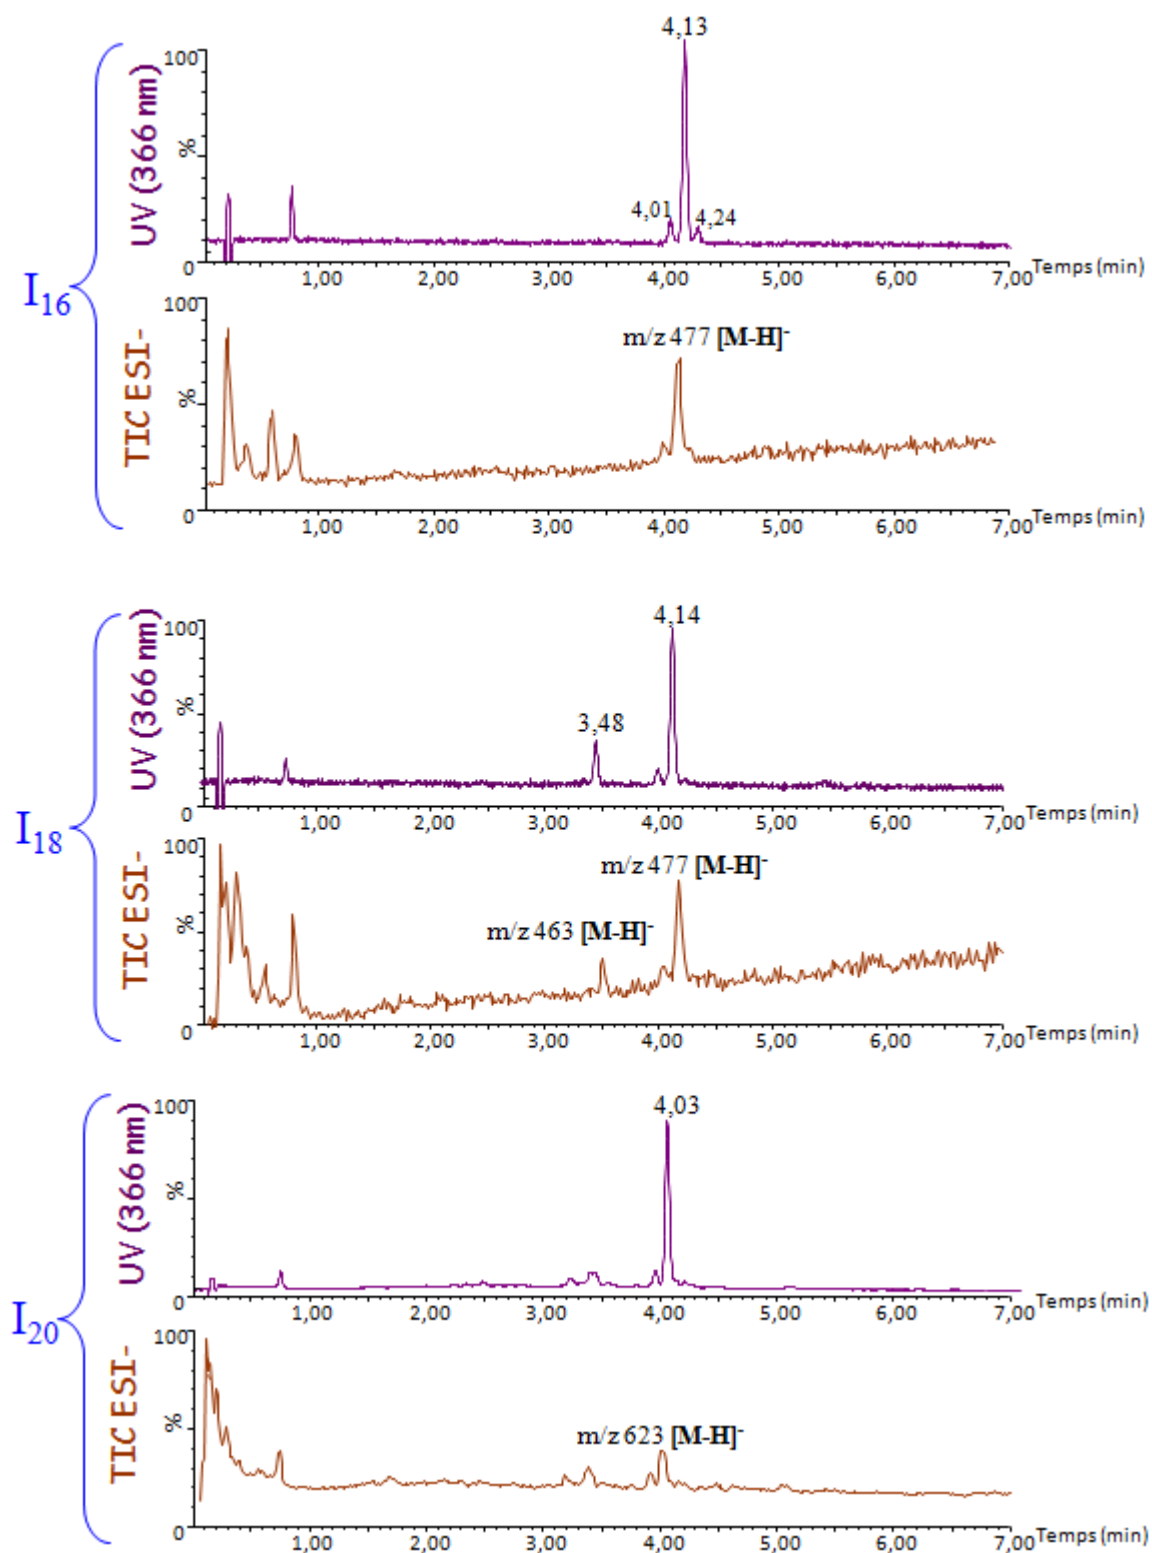 4,13
100
UV (366 nm)
%
4,01
4,24
0
1,00 2,00 3,00 4,00 5,00 6,00 7,00 Temps (min)
I16
100
m/z 477 [M-H]-
TIC ESI-
%
0
1,00 2,00 3,00 4,00 5,00 6,00 7,00 Temps (min)
100
4,14
UV (366 nm)
%
3,48
0
1,00 2,00 3,00 4,00 5,00 6,00 7,00 Temps (min)
I18
100
m/z 477 [M-H]-
TIC ESI-
%
m/z 463 [M-H]-
0
1,00 2,00 3,00 4,00 5,00 6,00 7,00 Temps (min)
100
4,03
UV (366 nm)
%
0
1,00 2,00 3,00 4,00 5,00 6,00 7,00 Temps (min)
I20
100
TIC ESI-
%
m/z 623 [M-H]-
0
1,00 2,00 3,00 4,00 5,00 6,00 7,00 Temps (min)